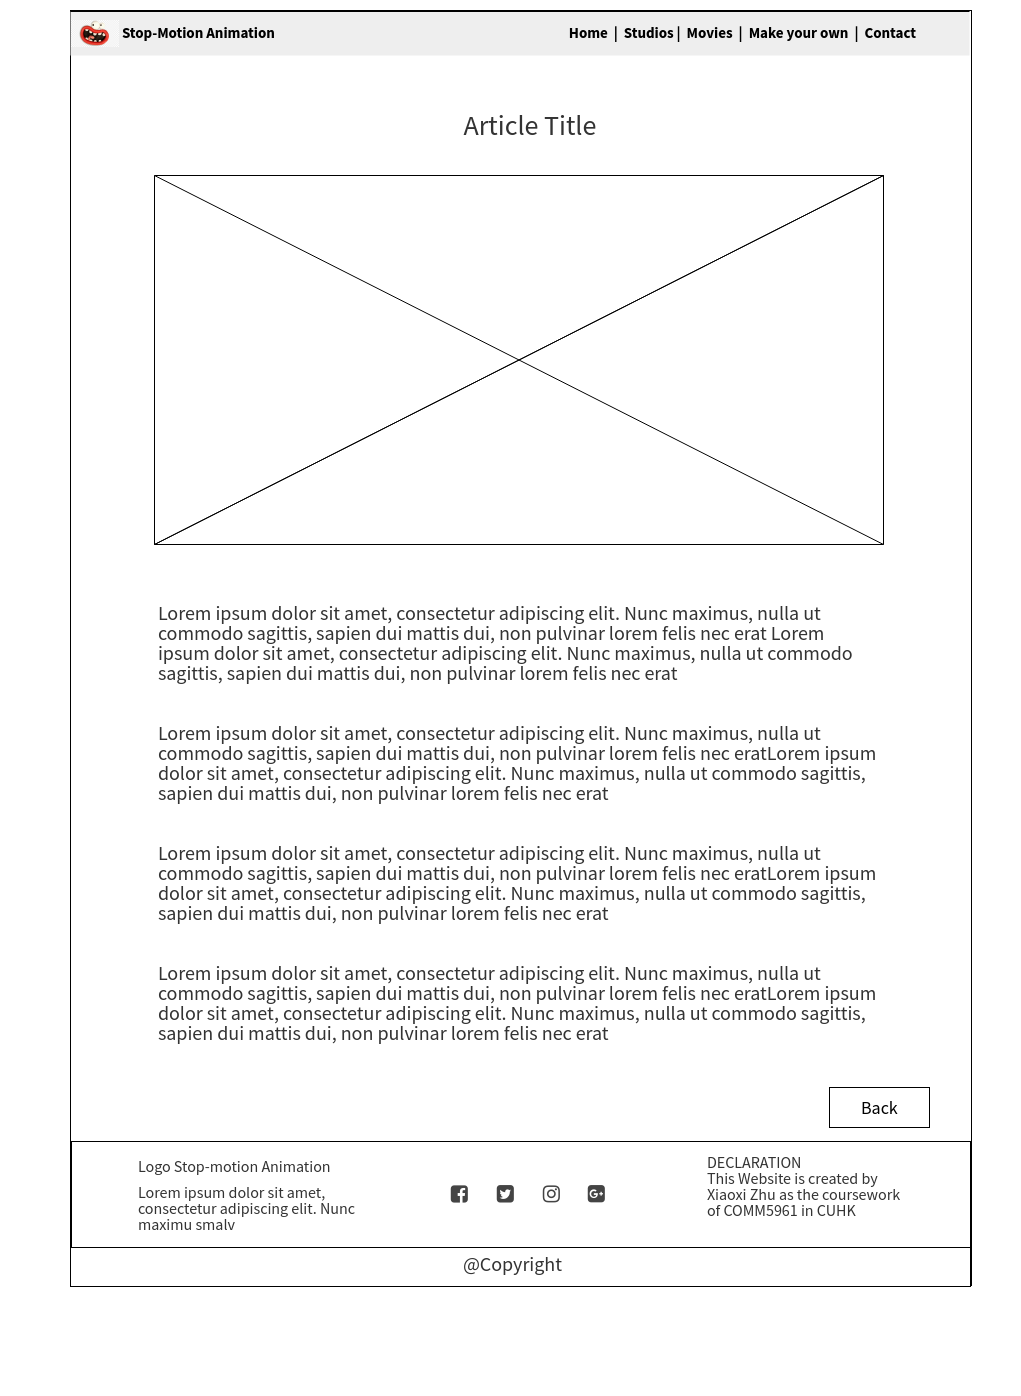 Stop-Motion Animation
Home | Studios | Movies | Make your own | Contact
Article Title
Lorem ipsum dolor sit amet, consectetur adipiscing elit. Nunc maximus, nulla ut
commodo sagittis, sapien dui mattis dui, non pulvinar lorem felis nec erat Lorem
ipsum dolor sit amet, consectetur adipiscing elit. Nunc maximus, nulla ut commodo
sagittis, sapien dui mattis dui, non pulvinar lorem felis nec erat
Lorem ipsum dolor sit amet, consectetur adipiscing elit. Nunc maximus, nulla ut
commodo sagittis, sapien dui mattis dui, non pulvinar lorem felis nec eratLorem ipsum
dolor sit amet, consectetur adipiscing elit. Nunc maximus, nulla ut commodo sagittis,
sapien dui mattis dui, non pulvinar lorem felis nec erat
Lorem ipsum dolor sit amet, consectetur adipiscing elit. Nunc maximus, nulla ut
commodo sagittis, sapien dui mattis dui, non pulvinar lorem felis nec eratLorem ipsum
dolor sit amet, consectetur adipiscing elit. Nunc maximus, nulla ut commodo sagittis,
sapien dui mattis dui, non pulvinar lorem felis nec erat
Lorem ipsum dolor sit amet, consectetur adipiscing elit. Nunc maximus, nulla ut
commodo sagittis, sapien dui mattis dui, non pulvinar lorem felis nec eratLorem ipsum
dolor sit amet, consectetur adipiscing elit. Nunc maximus, nulla ut commodo sagittis,
sapien dui mattis dui, non pulvinar lorem felis nec erat
Back
Logo Stop-motion Animation
Lorem ipsum dolor sit amet,
consectetur adipiscing elit. Nunc
maximu smalv
DECLARATION
This Website is created by
Xiaoxi Zhu as the coursework
of COMM5961 in CUHK
@Copyright